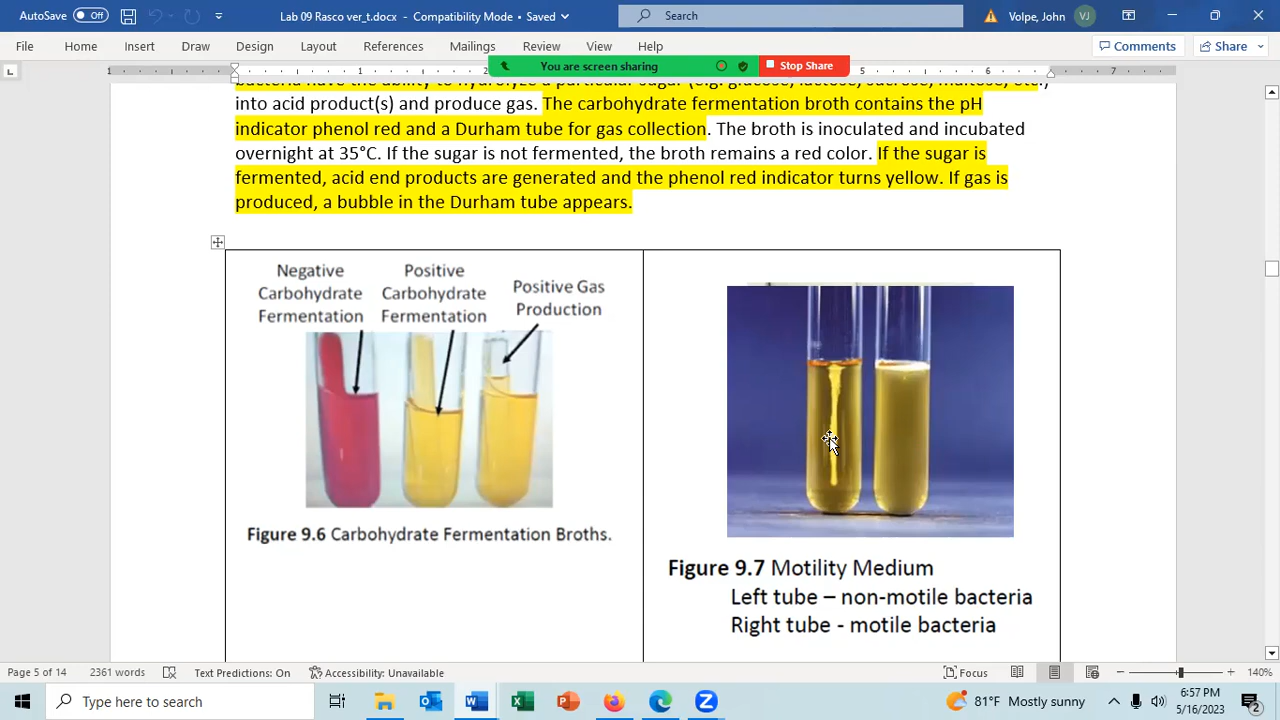 AutoSave Off Lab 09 Rasco ver_t.docx - Compatibility Mode • Saved Search Volpe, John VJ
File Home Insert Draw Design Layout References Mailings Review View Help Comments Share
You are screen sharing Stop Share
1 1 2 5 6 7
into acid product(s) and produce gas. The carbohydrate fermentation broth contains the pH
indicator phenol red and a Durham tube for gas collection. The broth is inoculated and incubated
overnight at 35°C. If the sugar is not fermented, the broth remains a red color. If the sugar is
fermented, acid end products are generated and the phenol red indicator turns yellow. If gas is
produced, a bubble in the Durham tube appears.
Negative
Carbohydrate
Fermentation
Positive
Carbohydrate
Fermentation
Positive Gas
Production
Figure 9.6 Carbohydrate Fermentation Broths.
Figure 9.7 Motility Medium
Left tube – non-motile bacteria
Right tube - motile bacteria
Page 5 of 14 2361 words Text Predictions: On Accessibility: Unavailable Focus 140%
Type here to search 81°F Mostly sunny 6:57 PM
5/16/2023 2